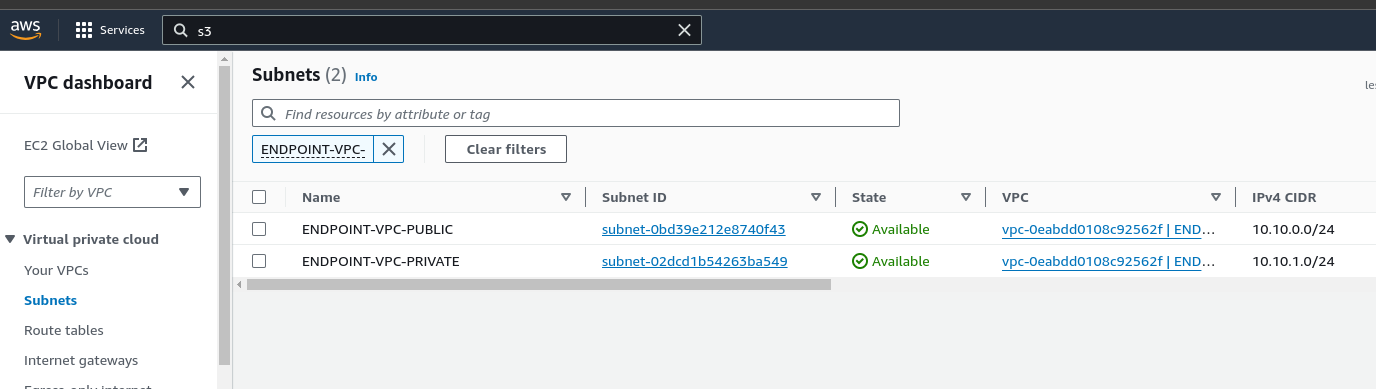 aws Services s3
VPC dashboard
EC2 Global View
Filter by VPC
Virtual private cloud
Your VPCs
Subnets
Route tables
Internet gateways
Subnets (2) Info
Find resources by attribute or tag
ENDPOINT-VPC- Clear filters
Name Subnet ID State VPC IPv4 CIDR
ENDPOINT-VPC-PUBLIC subnet-0bd39e212e8740f43 Available vpc-0eabdd0108c92562f | END... 10.10.0.0/24
ENDPOINT-VPC-PRIVATE subnet-02dcd1b54263ba549 Available vpc-0eabdd0108c92562f | END... 10.10.1.0/24